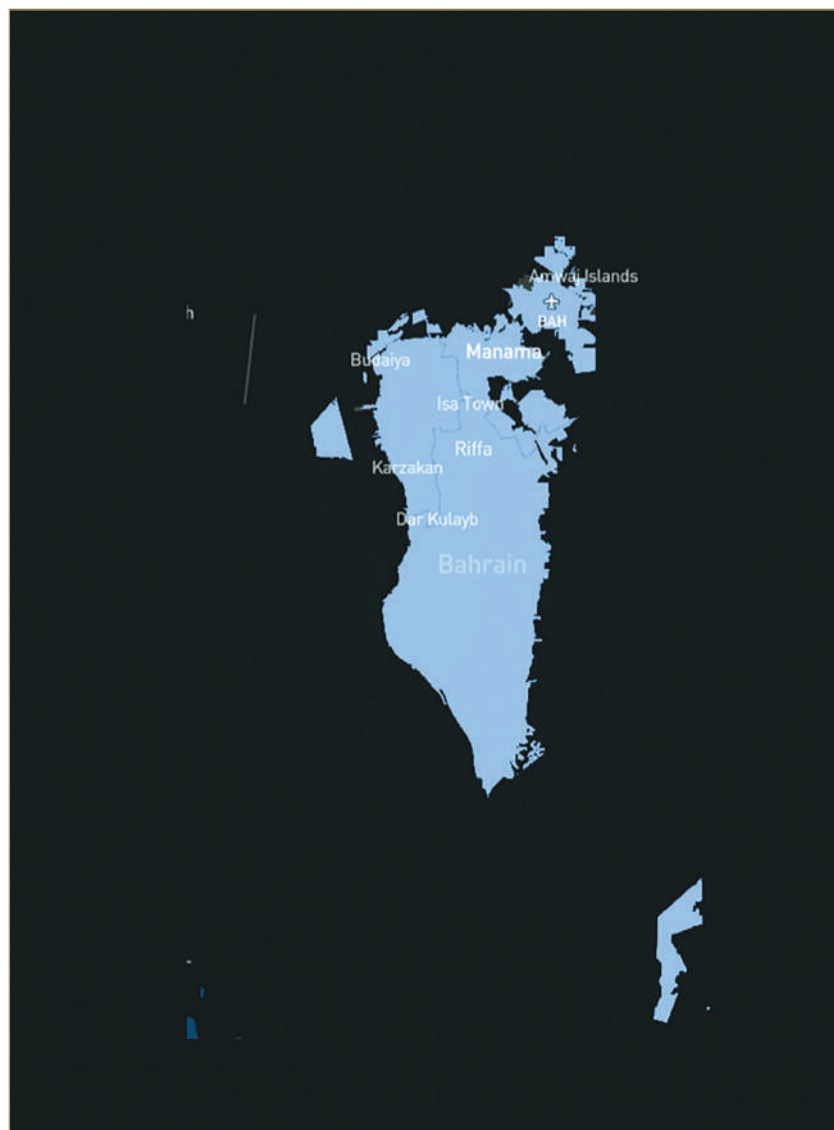 Amwaj Islands
BAH
h
Manama
Budaiya
Isa Town
Riffa
Karzakan
Dar Kulayb
Bahrain